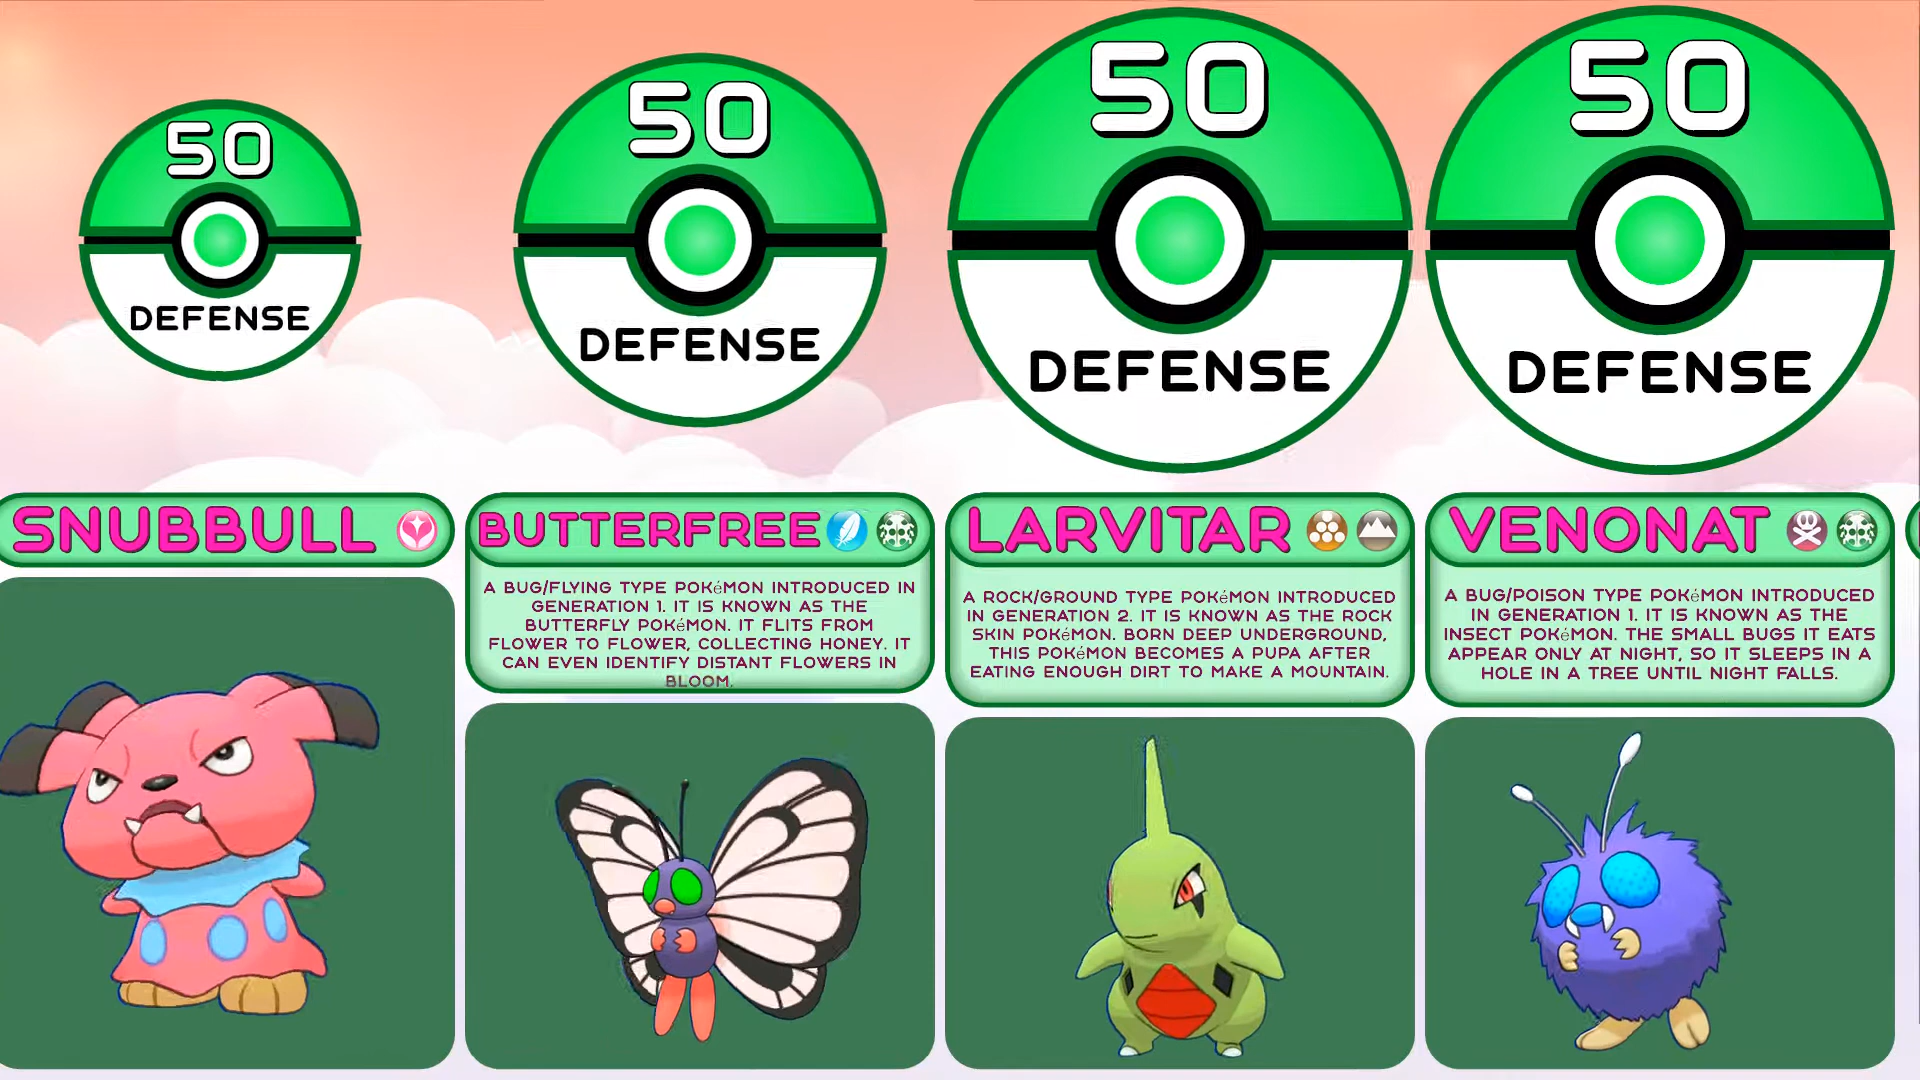 50
DEFENSE
50
DEFENSE
50
DEFENSE
50
DEFENSE
SNUBBULL
BUTTERFREE
A BUG/FLYING TYPE POKéMON INTRODUCED IN
GENERATION 1. IT IS KNOWN AS THE
BUTTERFLY POKéMON. IT FLITS FROM
FLOWER TO FLOWER, COLLECTING HONEY. IT
CAN EVEN IDENTIFY DISTANT FLOWERS IN
BLOOM.
LARVITAR
A ROCK/GROUND TYPE POKéMON INTRODUCED
IN GENERATION 2. IT IS KNOWN AS THE ROCK
SKIN POKéMON. BORN DEEP UNDERGROUND,
THIS POKéMON BECOMES A PUPA AFTER
EATING ENOUGH DIRT TO MAKE A MOUNTAIN.
VENONAT
A BUG/POISON TYPE POKéMON INTRODUCED
IN GENERATION 1. IT IS KNOWN AS THE
INSECT POKéMON. THE SMALL BUGS IT EATS
APPEAR ONLY AT NIGHT, SO IT SLEEPS IN A
HOLE IN A TREE UNTIL NIGHT FALLS.